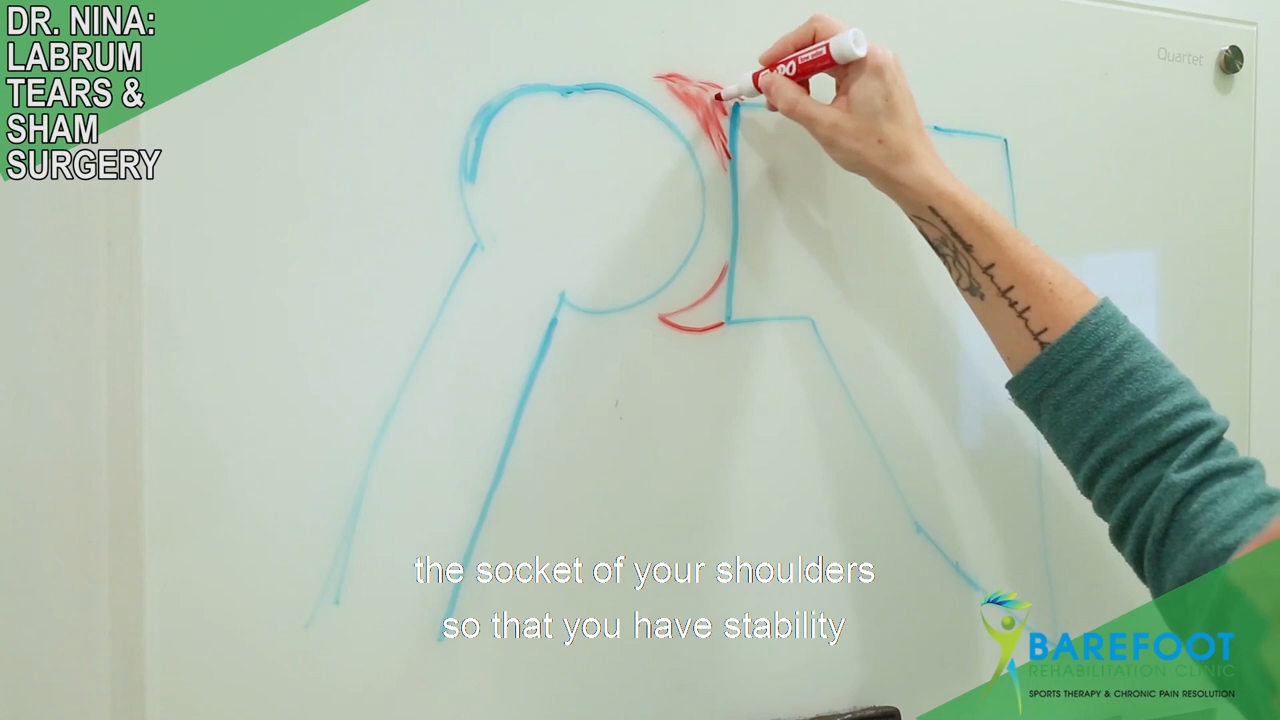 DR. NINA:
LABRUM
TEARS &
SHAM
SURGERY
Quartet
EXPO
the socket of your shoulders
so that you have stability
BAREFOOT
REHABILITATION CLINIC
SPORTS THERAPY & CHRONIC PAIN RESOLUTION